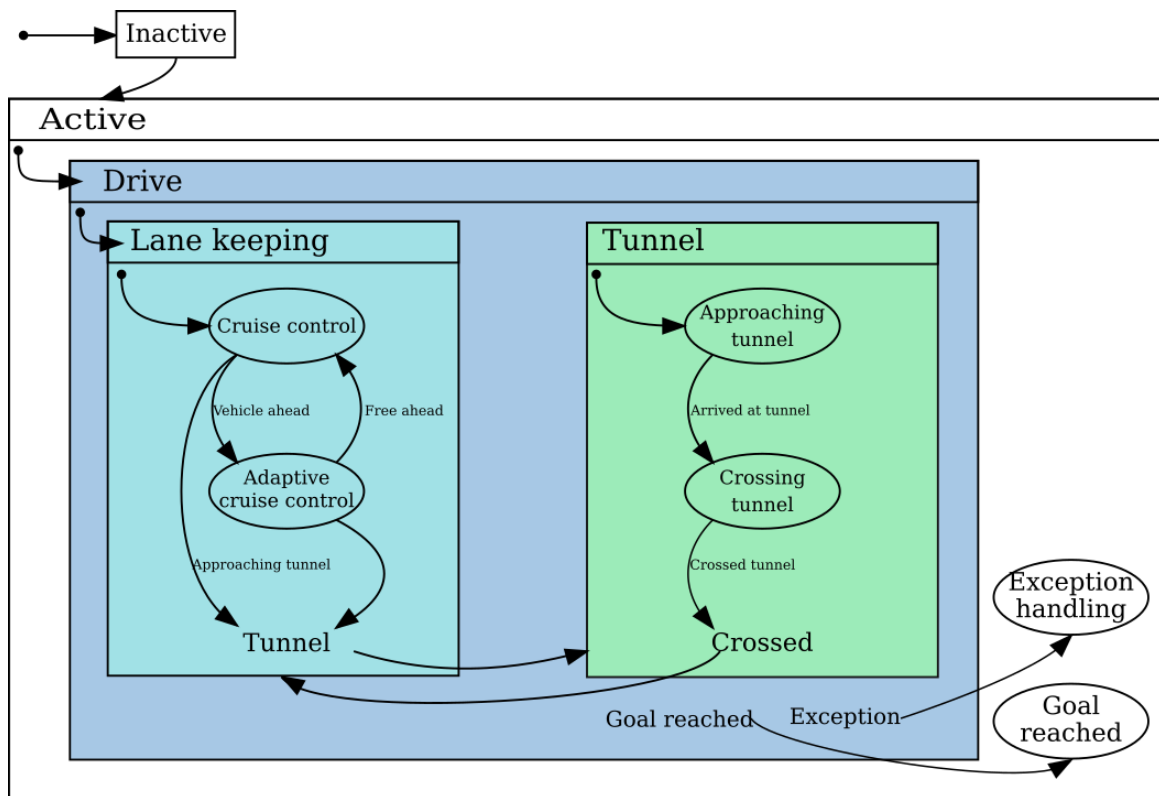 Inactive
Active
Drive
Lane keeping
Cruise control
Vehicle ahead
Free ahead
Adaptive
cruise control
Approaching tunnel
Tunnel
Tunnel
Approaching
tunnel
Arrived at tunnel
Crossing
tunnel
Crossed tunnel
Crossed
Goal reached
Exception
Exception
handling
Goal
reached